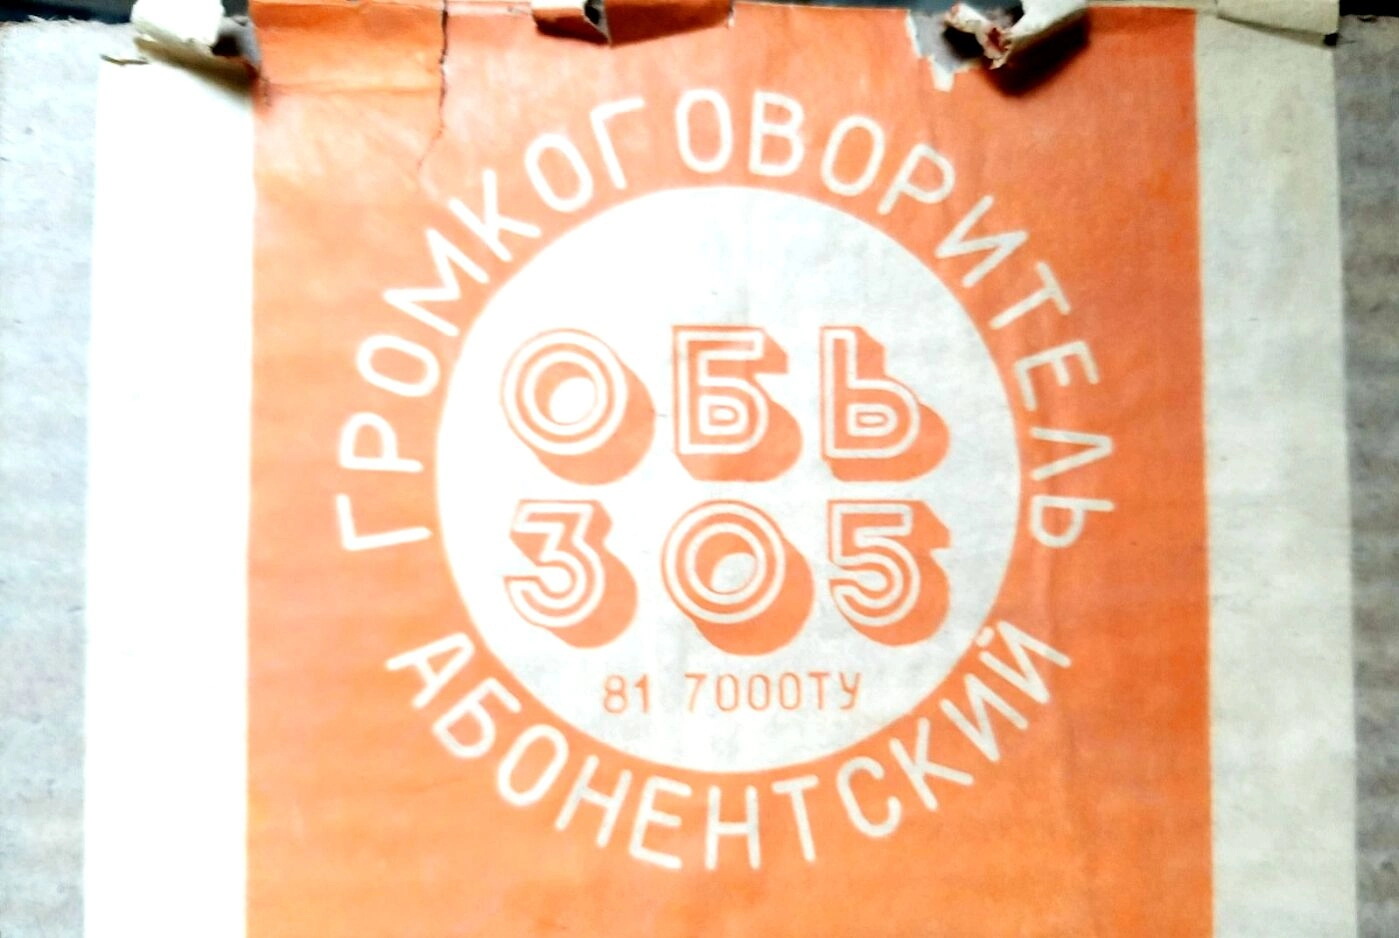 ГРОМКОГОВОРИТЕЛЬ
ОБЬ
305
81 7000ТУ
АБОНЕНТСКИЙ